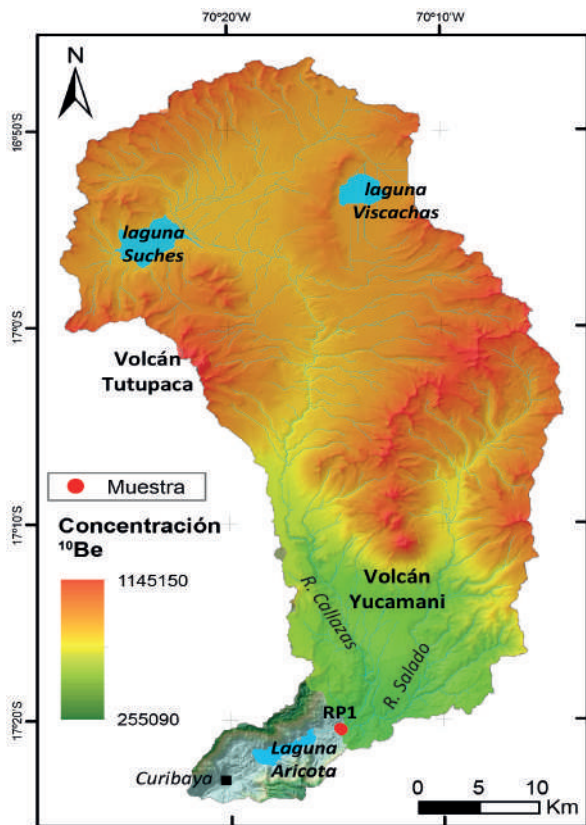 70°20'W
70°10'W
N
16°50'S
laguna
Viscachas
laguna
Suches
17°0'S
Volcán
Tutupaca
Muestra
Concentración
¹⁰Be
17°10'S
1145150
Volcán
Yucamani
R. Callazas
R. Salado
255090
RP1
17°20'S
Laguna
Aricota
Curibaya
0 5 10
Km